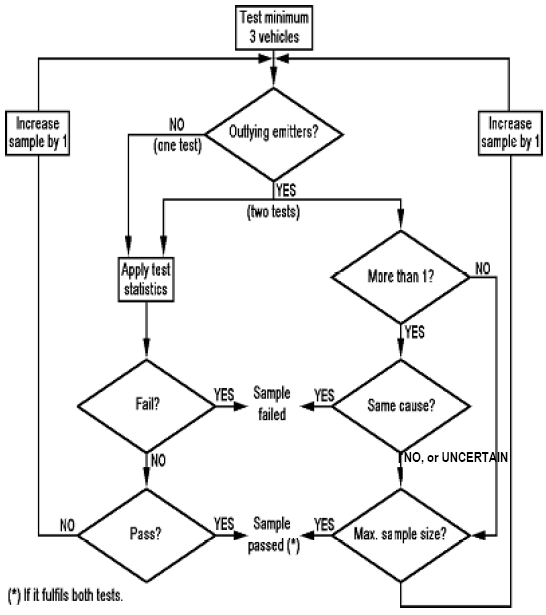 Test minimum
3 vehicles
Increase
sample by 1
NO
(one test)
Outlying emitters?
Increase
sample by 1
YES
(two tests)
Apply test
statistics
More than 1?
NO
YES
Fail?
YES
Sample
failed
YES
Same cause?
NO
NO, or UNCERTAIN
NO
Pass?
YES
Sample
passed (*)
YES
Max. sample size?
(*) If it fulfils both tests.